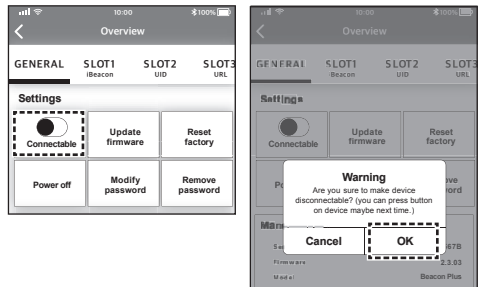 10:00
100%
Overview
GENERAL SLOT1 SLOT2 SLOT3
iBeacon UID URL
Settings
Connectable
Update firmware
Reset factory
Power off
Modify password
Remove password
10:00
100%
Overview
GENERAL SLOT1 SLOT2 SLOT3
iBeacon UID URL
Settings
Connectable
Update firmware
Reset factory
Warning
Are you sure to make device
disconnectable? (you can press button
on device maybe next time.)
Cancel OK
67B
Firmware 2.3.03
Model Beacon Plus